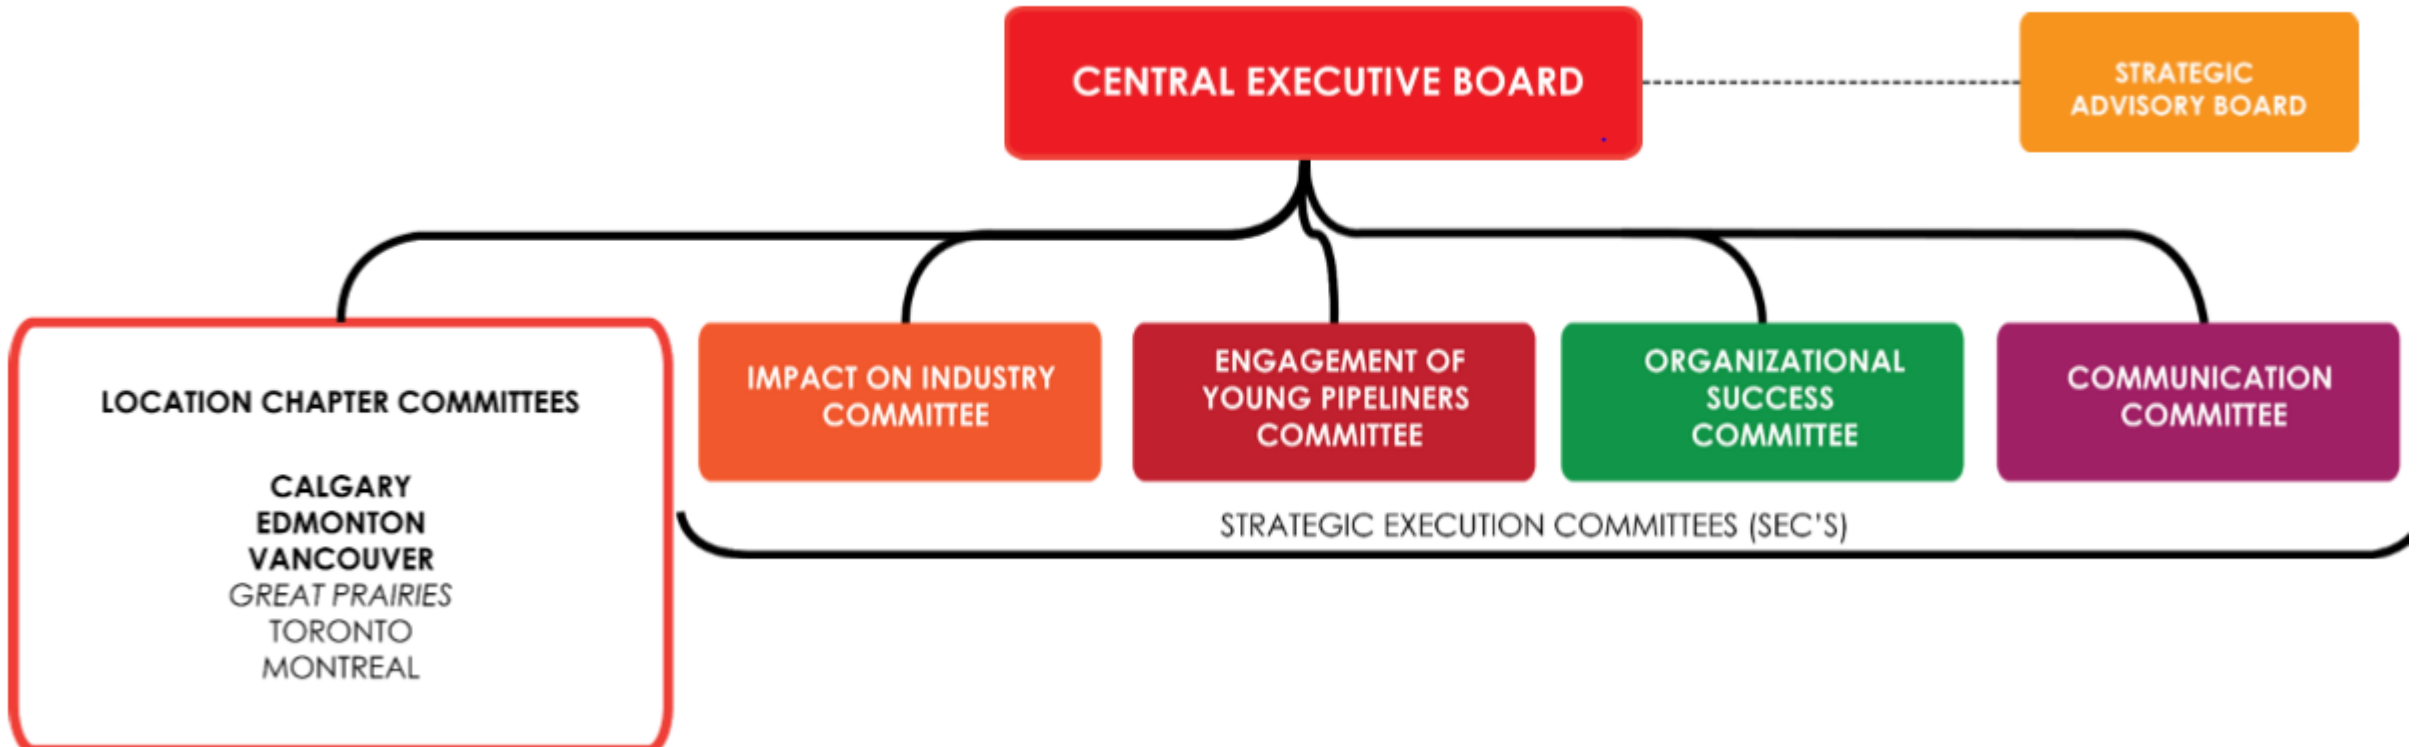 CENTRAL EXECUTIVE BOARD
STRATEGIC
ADVISORY BOARD
LOCATION CHAPTER COMMITTEES
CALGARY
EDMONTON
VANCOUVER
GREAT PRAIRIES
TORONTO
MONTREAL
IMPACT ON INDUSTRY
COMMITTEE
ENGAGEMENT OF
YOUNG PIPELINERS
COMMITTEE
ORGANIZATIONAL
SUCCESS
COMMITTEE
COMMUNICATION
COMMITTEE
STRATEGIC EXECUTION COMMITTEES (SEC'S)